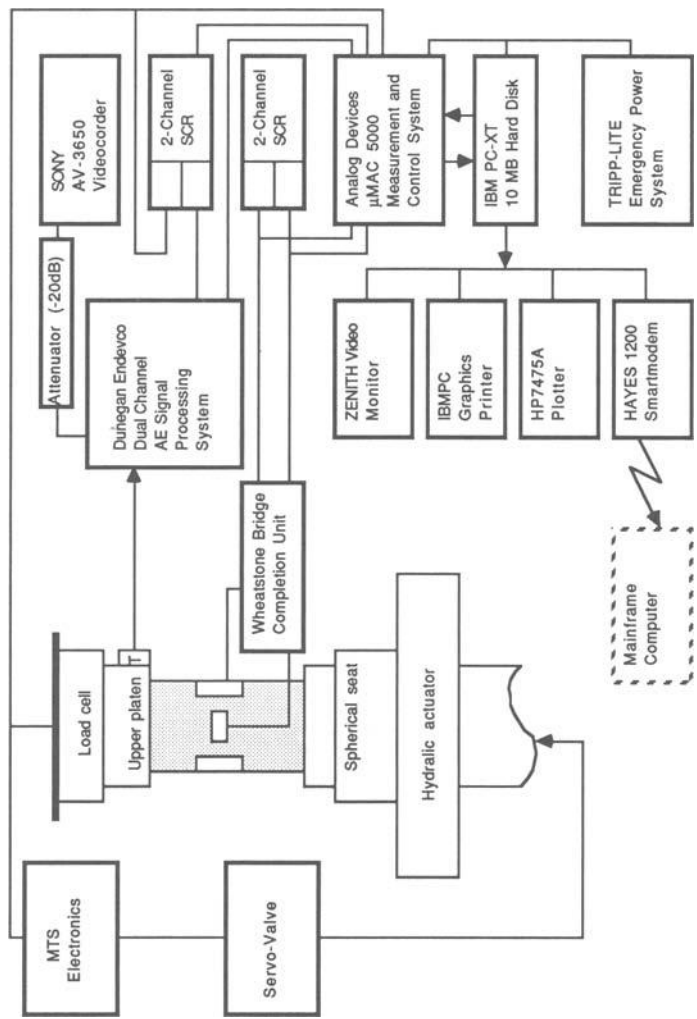 MTS
Electronics
Servo-Valve
Load cell
Upper platen
T
Spherical seat
Hydralic actuator
Wheatstone Bridge
Completion Unit
Mainframe
Computer
SONY
AV-3650
Videocorder
Attenuator (-20dB)
Dunegan Endevco
Dual Channel
AE Signal
Processing
System
2-Channel
SCR
2-Channel
SCR
Analog Devices
µMAC 5000
Measurement and
Control System
IBM PC-XT
10 MB Hard Disk
TRIPP-LITE
Emergency Power
System
ZENITH Video
Monitor
IBMPC
Graphics
Printer
HP7475A
Plotter
HAYES 1200
Smartmodem